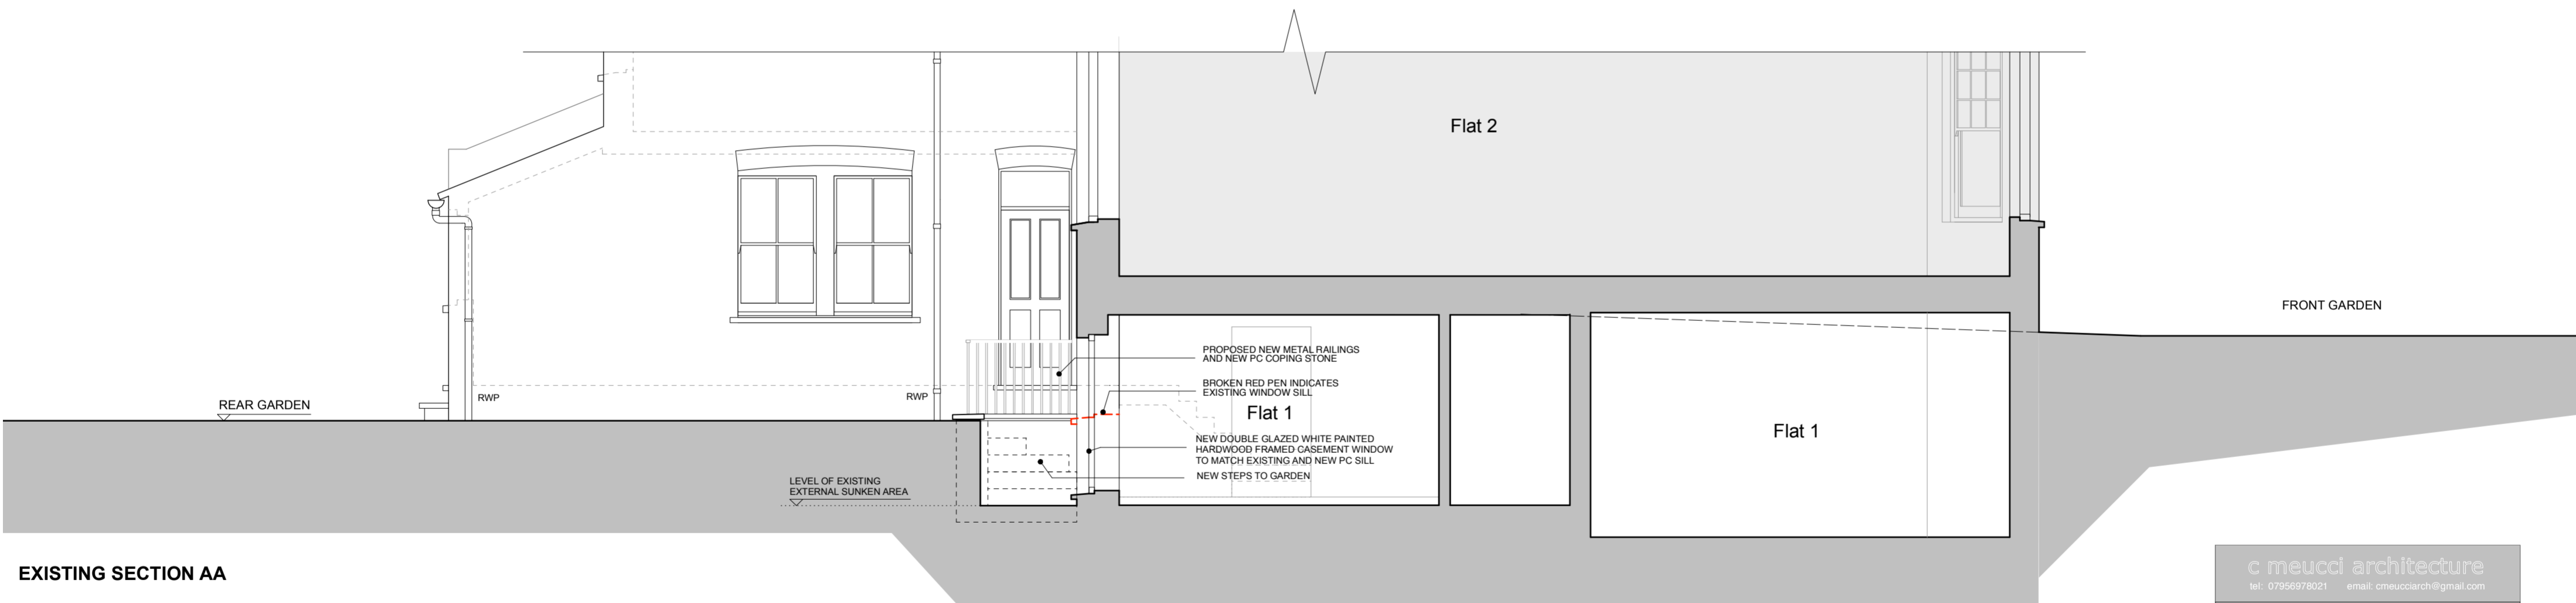 Flat 2
FRONT GARDEN
PROPOSED NEW METAL RAILINGS
AND NEW PC COPING STONE
BROKEN RED PEN INDICATES
EXISTING WINDOW SILL
REAR GARDEN
RWP
RWP
Flat 1
Flat 1
NEW DOUBLE GLAZED WHITE PAINTED
HARDWOOD FRAMED CASEMENT WINDOW
TO MATCH EXISTING AND NEW PC SILL
NEW STEPS TO GARDEN
LEVEL OF EXISTING
EXTERNAL SUNKEN AREA
EXISTING SECTION AA
c meucci architecture
tel: 07956978021 email: cmeucciarch@gmail.com